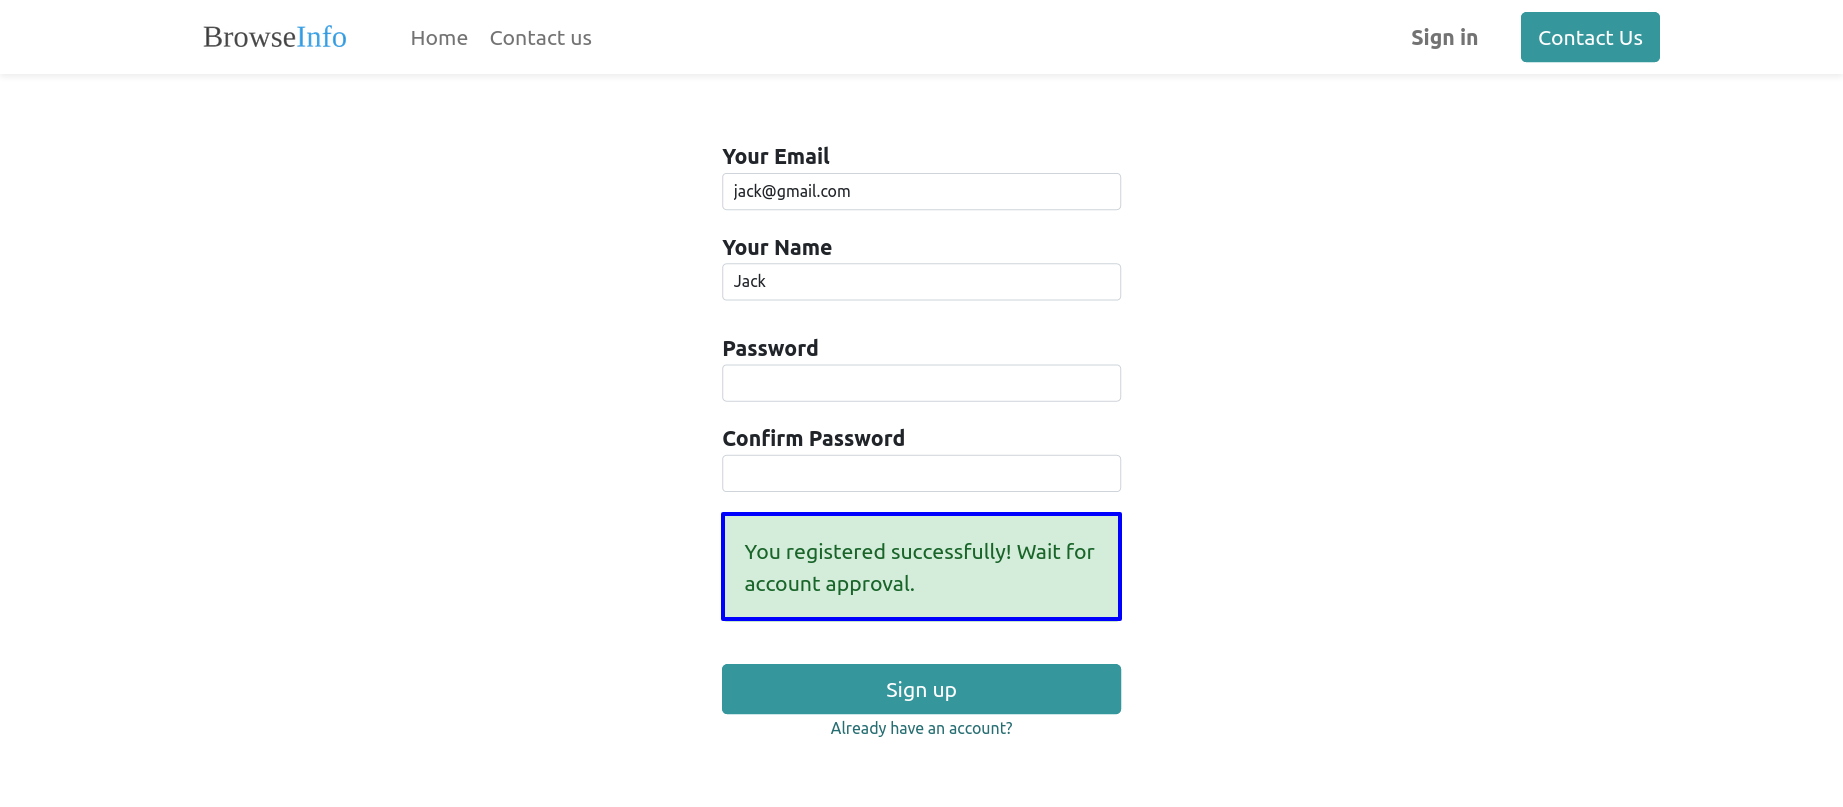 BrowseInfo Home Contact us Sign in Contact Us
Your Email
jack@gmail.com
Your Name
Jack
Password
Confirm Password
You registered successfully! Wait for
account approval.
Sign up
Already have an account?